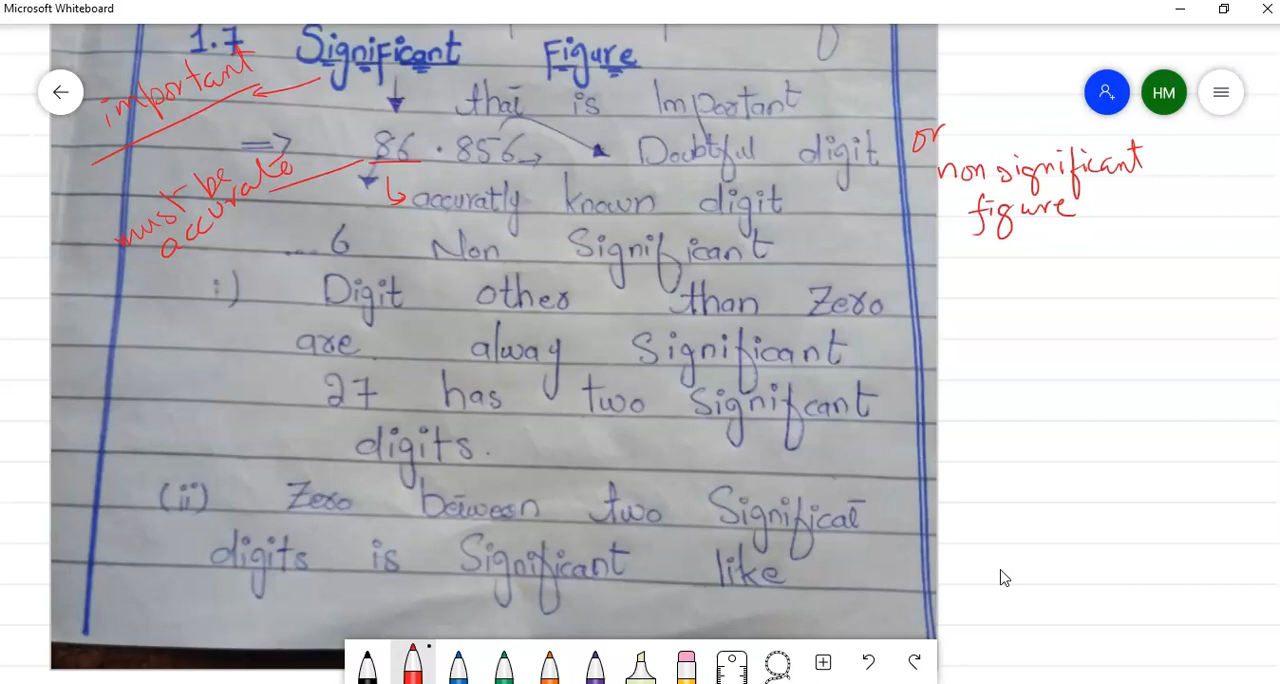 Microsoft Whiteboard
1.7 Significant Figure
important
that is Important
HM
=> 86.856 → Doubtful digit or
non significant
figure
must be
accurate
accuratly known digit
...6 Non Significant
i) Digit other than Zero
are alway Significant
27 has two Signifcant
digits.
(ii) Zero between two Significat
digits is Significant like